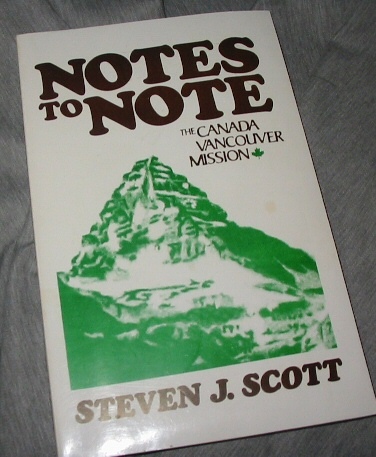 NOTES
TO NOTE
THE CANADA
VANCOUVER
MISSION
STEVEN J. SCOTT